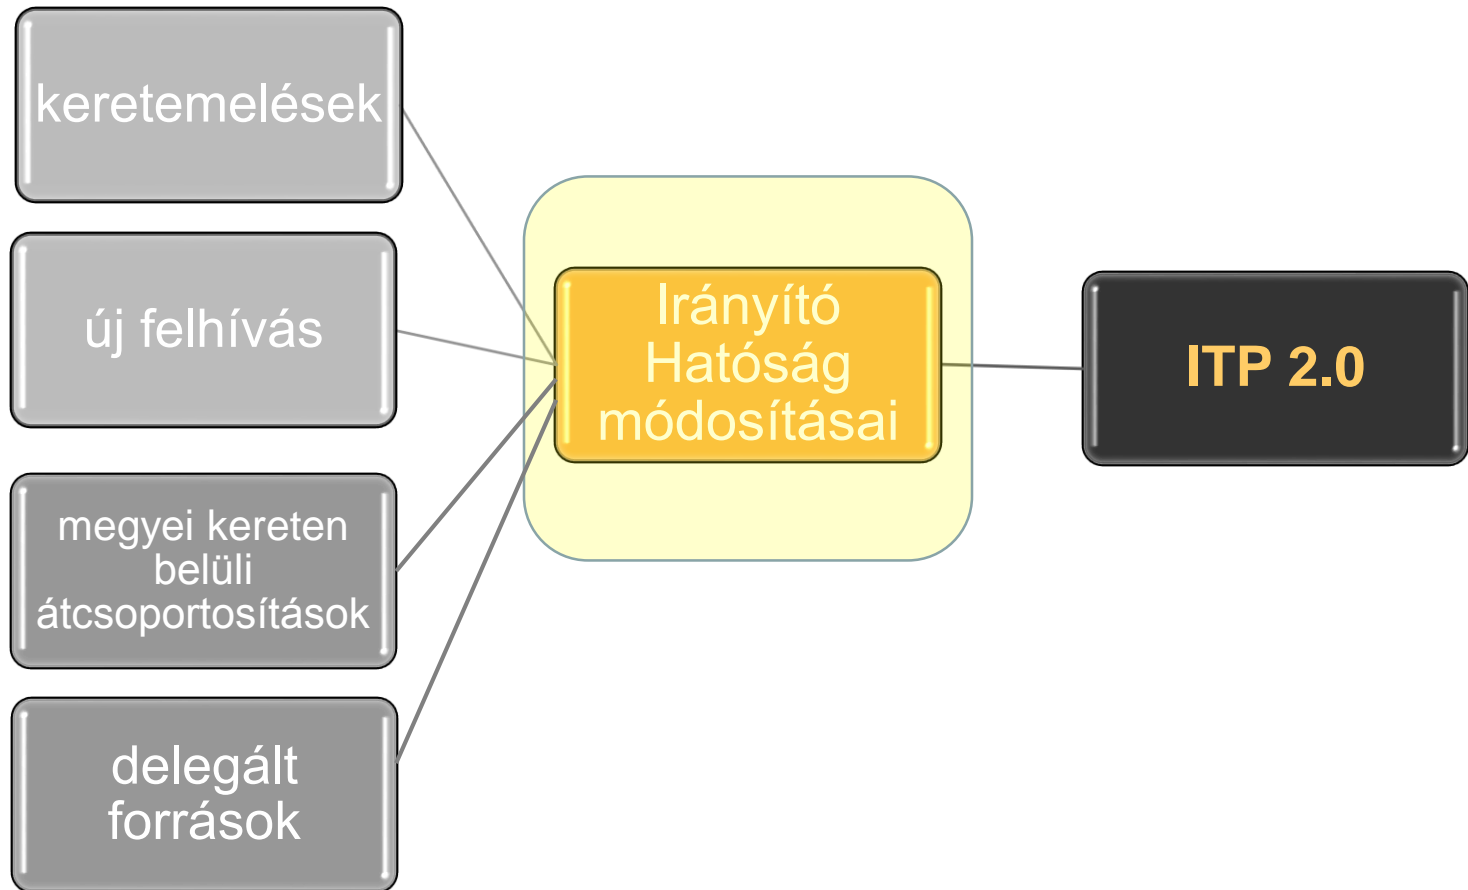 keretemelések
új felhívás
megyei kereten
belüli
átcsoportosítások
delegált
források
Irányító
Hatóság
módosításai
ITP 2.0